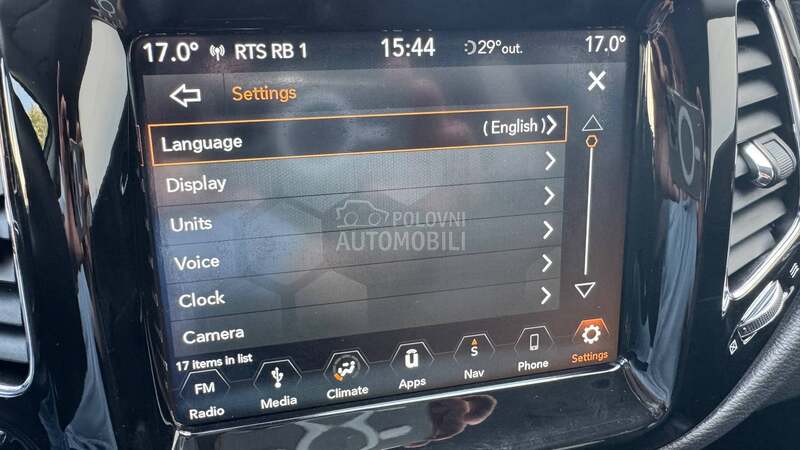 17.0° RTS RB 1 15:44 29° out. 17.0°
Settings
Language (English)
Display
Units
Voice
Clock
Camera
17 items in list
POLOVNI
AUTOMOBILI
FM
Radio
Media
Climate
Apps
S
Nav
Phone
Settings